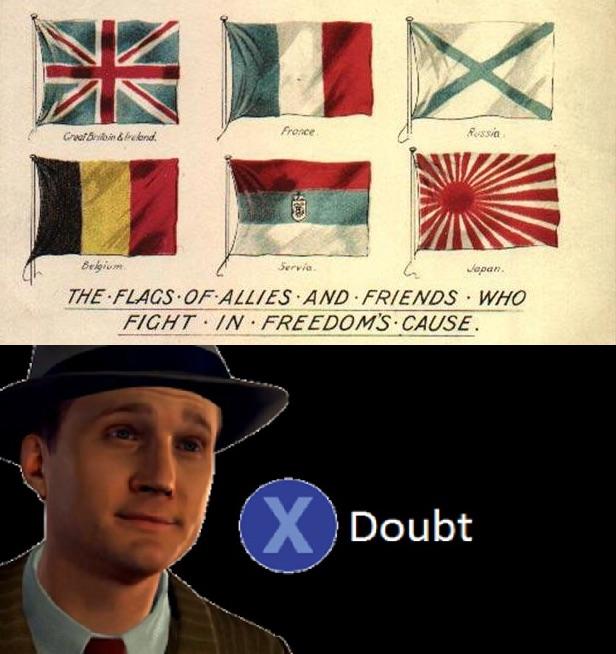 Great Britain & Ireland.
France.
Russia.
Belgium.
Servia.
Japan.
THE·FLAGS·OF·ALLIES·AND·FRIENDS·WHO
FIGHT·IN·FREEDOM'S·CAUSE.
X Doubt